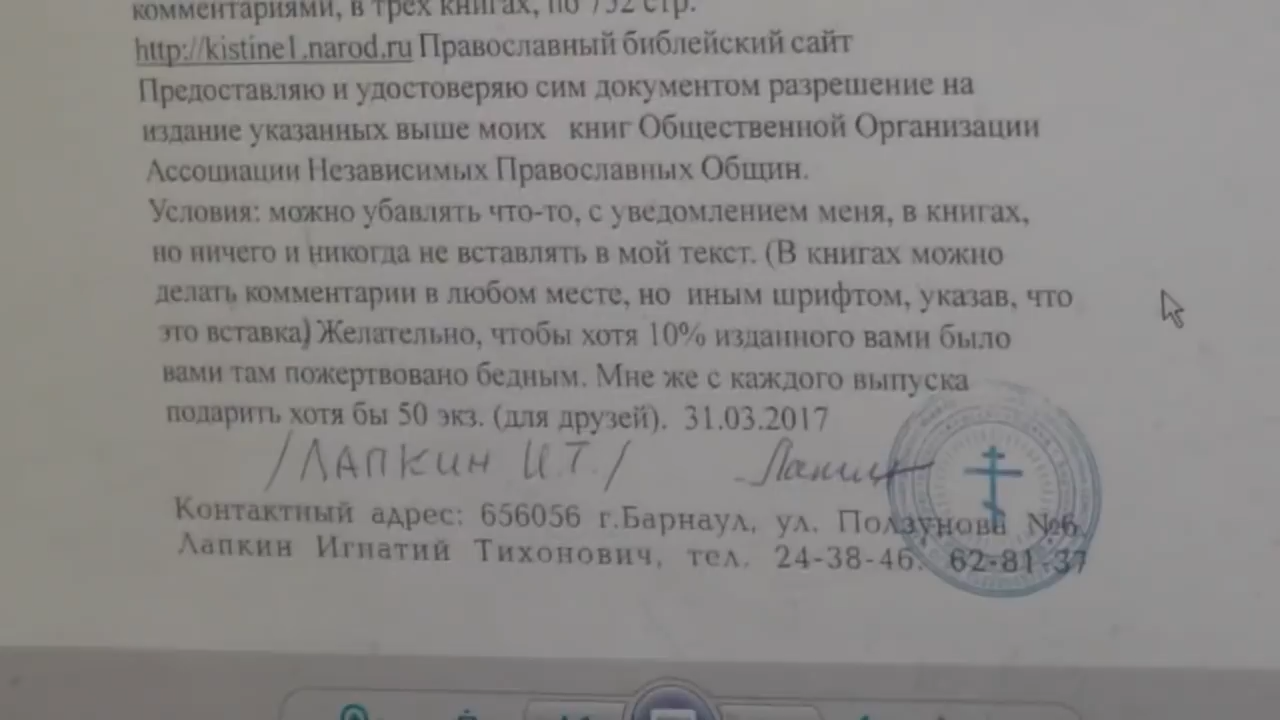 комментариями, в трех книгах, по 752 стр.
http://kistine1.narod.ru Православный библейский сайт
Предоставляю и удостоверяю сим документом разрешение на
издание указанных выше моих книг Общественной Организации
Ассоциации Независимых Православных Общин.
Условия: можно убавлять что-то, с уведомлением меня, в книгах,
но ничего и никогда не вставлять в мой текст. (В книгах можно
делать комментарии в любом месте, но иным шрифтом, указав, что
это вставка) Желательно, чтобы хотя 10% изданного вами было
вами там пожертвовано бедным. Мне же с каждого выпуска
подарить хотя бы 50 экз. (для друзей). 31.03.2017
/ЛАПКИН И.Т./ Лапкин
Контактный адрес: 656056 г.Барнаул, ул. Ползунова №6,
Лапкин Игнатий Тихонович, тел. 24-38-46. 62-81-37